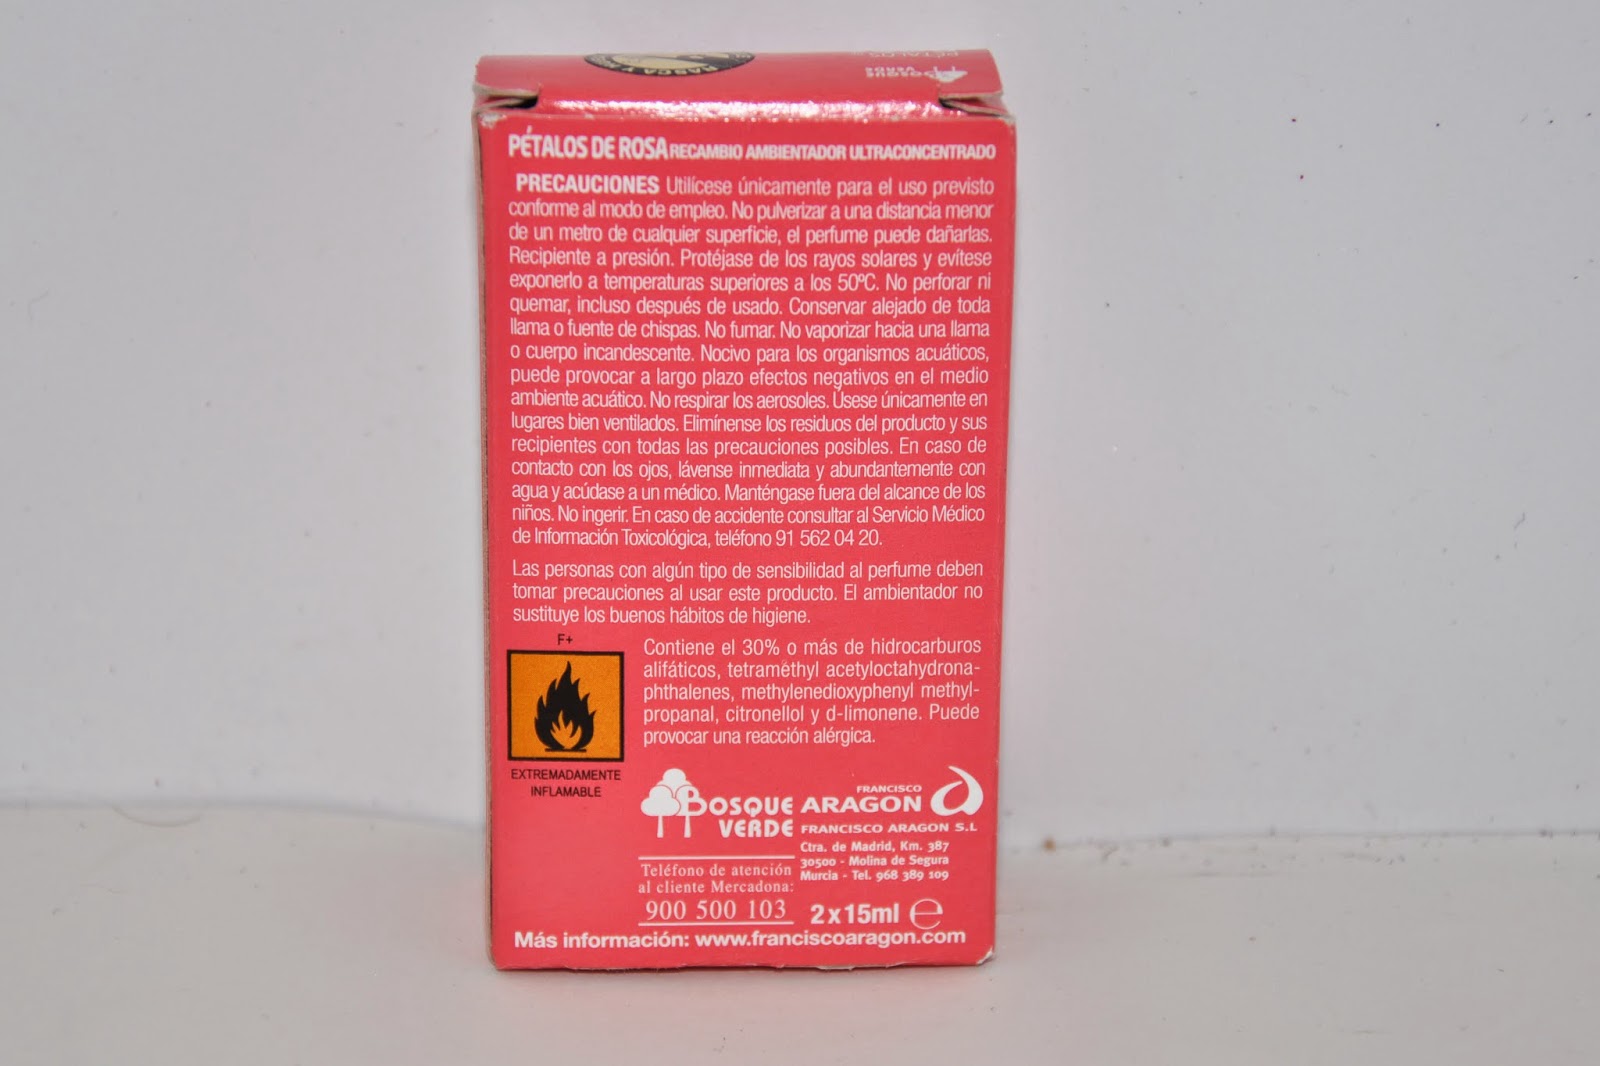 RASCA Y
BOSQUE
VERDE
PÉTALOS
PÉTALOS DE ROSA RECAMBIO AMBIENTADOR ULTRACONCENTRADO
PRECAUCIONES Utilícese únicamente para el uso previsto
conforme al modo de empleo. No pulverizar a una distancia menor
de un metro de cualquier superficie, el perfume puede dañarlas.
Recipiente a presión. Protéjase de los rayos solares y evítese
exponerlo a temperaturas superiores a los 50ºC. No perforar ni
quemar, incluso después de usado. Conservar alejado de toda
llama o fuente de chispas. No fumar. No vaporizar hacia una llama
o cuerpo incandescente. Nocivo para los organismos acuáticos,
puede provocar a largo plazo efectos negativos en el medio
ambiente acuático. No respirar los aerosoles. Úsese únicamente en
lugares bien ventilados. Elimínense los residuos del producto y sus
recipientes con todas las precauciones posibles. En caso de
contacto con los ojos, lávense inmediata y abundantemente con
agua y acúdase a un médico. Manténgase fuera del alcance de los
niños. No ingerir. En caso de accidente consultar al Servicio Médico
de Información Toxicológica, teléfono 91 562 04 20.
Las personas con algún tipo de sensibilidad al perfume deben
tomar precauciones al usar este producto. El ambientador no
sustituye los buenos hábitos de higiene.
F+
EXTREMADAMENTE
INFLAMABLE
Contiene el 30% o más de hidrocarburos
alifáticos, tetramethyl acetyloctahydrona-
phthalenes, methylenedioxyphenyl methyl-
propanal, citronellol y d-limonene. Puede
provocar una reacción alérgica.
BOSQUE
VERDE
FRANCISCO
ARAGON
FRANCISCO ARAGON S.L
Ctra. de Madrid, Km. 387
30500 - Molina de Segura
Murcia - Tel. 968 389 109
Teléfono de atención
al cliente Mercadona:
900 500 103
2 x 15ml e
Más información: www.franciscoaragon.com